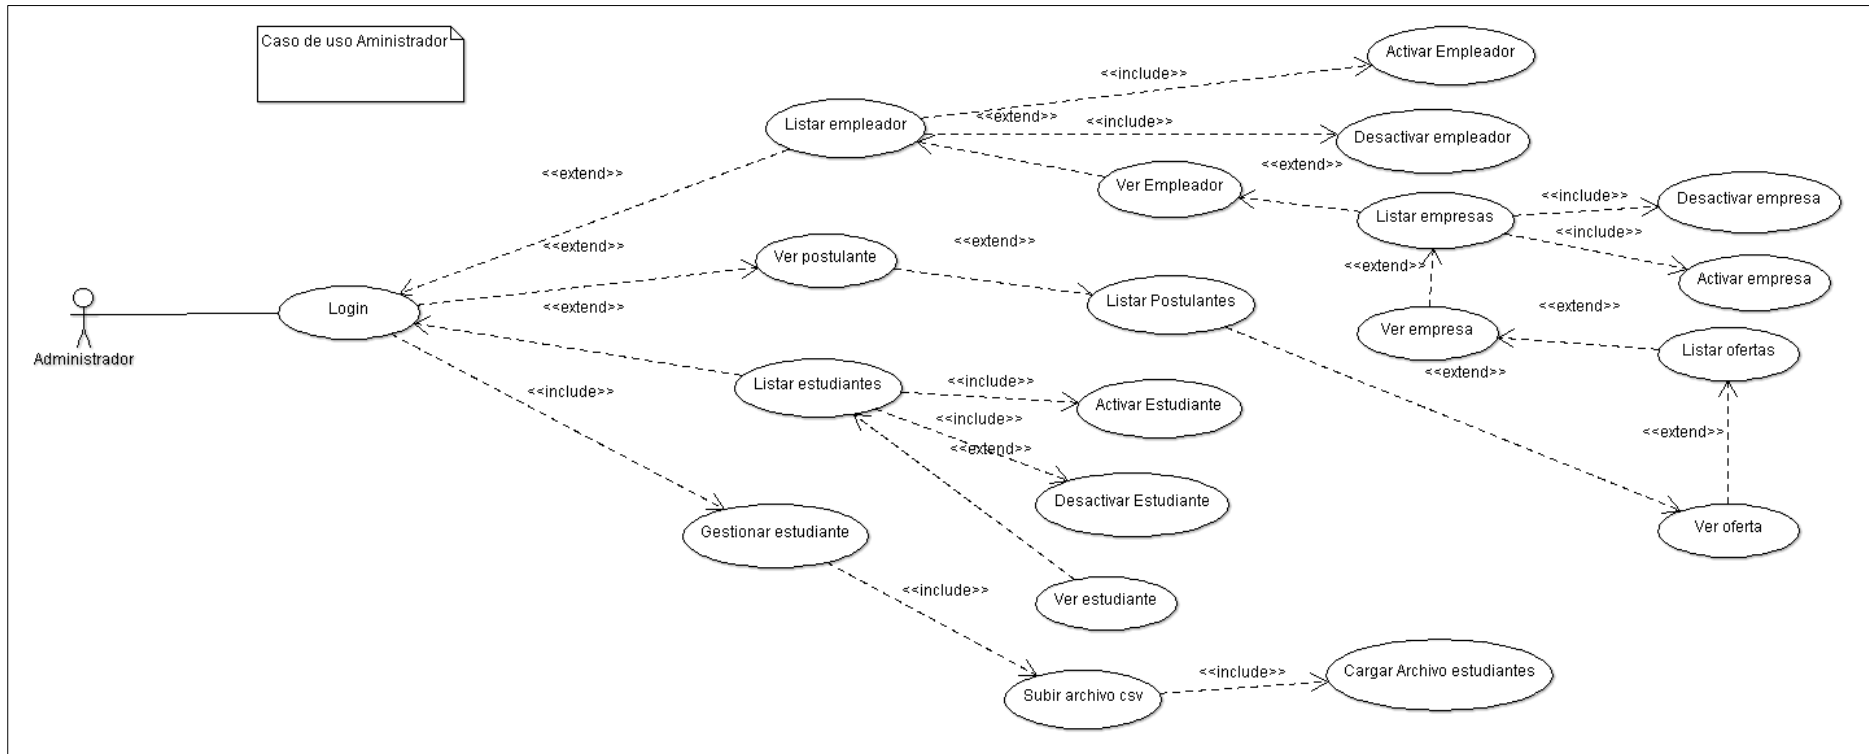 Caso de uso Aministrador
Activar Empleador
<<include>>
Listar empleador
<<extend>>
<<include>>
Desactivar empleador
<<extend>>
<<extend>>
Ver Empleador
Desactivar empresa
<<include>>
Listar empresas
<<include>>
<<extend>>
<<extend>>
Ver postulante
<<extend>>
Activar empresa
Listar Postulantes
<<extend>>
<<extend>>
Login
Ver empresa
Listar ofertas
Administrador
<<extend>>
<<include>>
Listar estudiantes
<<include>>
Activar Estudiante
<<include>>
<<extend>>
<<extend>>
Desactivar Estudiante
Ver oferta
Gestionar estudiante
<<include>>
Ver estudiante
<<include>>
Cargar Archivo estudiantes
Subir archivo csv